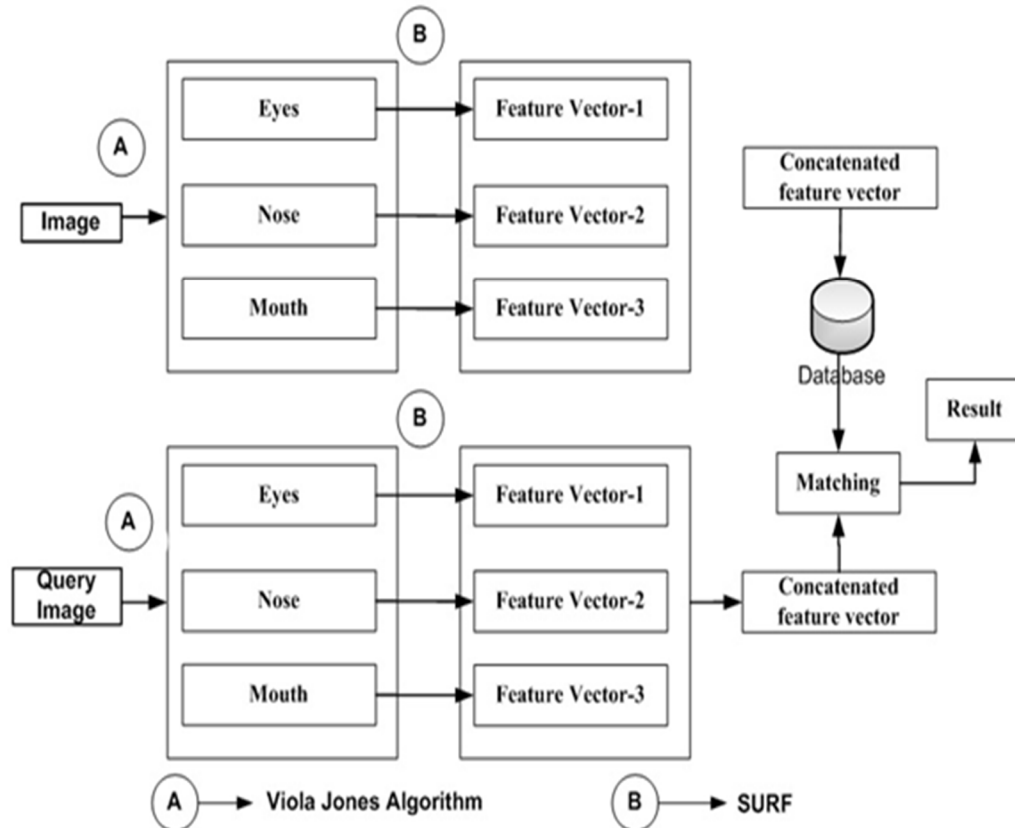 B
Eyes
Feature Vector-1
A
Concatenated
feature vector
Nose
Feature Vector-2
Image
Mouth
Feature Vector-3
Database
B
Result
Eyes
Feature Vector-1
Matching
A
Query
Image
Nose
Feature Vector-2
Concatenated
feature vector
Mouth
Feature Vector-3
A
Viola Jones Algorithm
B
SURF